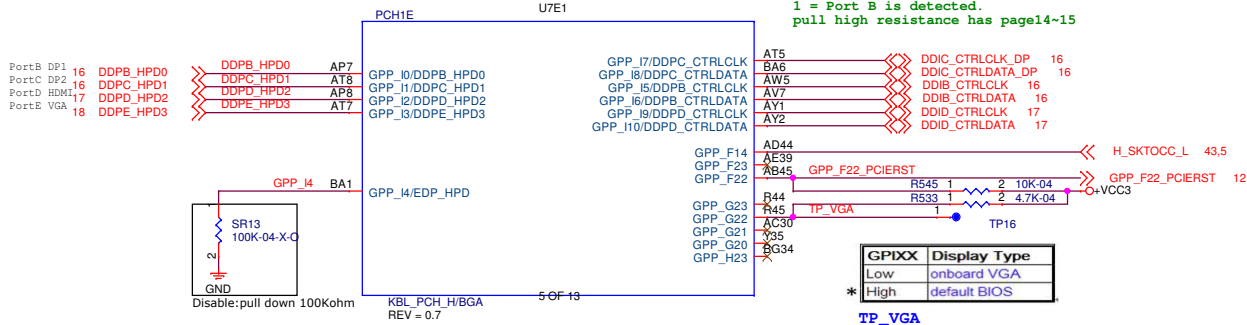 U7E1
1 = Port B is detected.
pull high resistance has page14~15
PCH1E
PortB DP1 16 DDPB_HPD0 DDPB_HPD0 AP7 GPP_I0/DDPB_HPD0
PortC DP2 16 DDPC_HPD1 DDPC_HPD1 AT8 GPP_I1/DDPC_HPD1
PortD HDMI 17 DDPD_HPD2 DDPD_HPD2 AP8 GPP_I2/DDPD_HPD2
PortE VGA 18 DDPE_HPD3 DDPE_HPD3 AT7 GPP_I3/DDPE_HPD3
GPP_I7/DDPC_CTRLCLK AT5 DDIC_CTRLCLK_DP 16
GPP_I8/DDPC_CTRLDATA BA6 DDIC_CTRLDATA_DP 16
GPP_I5/DDPB_CTRLCLK AW5 DDIB_CTRLCLK 16
GPP_I6/DDPB_CTRLDATA AV7 DDIB_CTRLDATA 16
GPP_I9/DDPD_CTRLCLK AY1 DDID_CTRLCLK 17
GPP_I10/DDPD_CTRLDATA AY2 DDID_CTRLDATA 17
GPP_F14 AD44 H_SKTOCC_L 43,5
GPP_F23 AE39
GPP_F22 AB45 GPP_F22_PCIERST GPP_F22_PCIERST 12
R545 1 2 10K-04 +VCC3
R533 1 2 4.7K-04
GPP_I4 BA1 GPP_I4/EDP_HPD
GPP_G23 R44
GPP_G22 R45 TP_VGA 1 TP16
GPP_G21 AC30
GPP_G20 Y35
GPP_H23 BG34
1
SR13
100K-04-X-O
2
GND
Disable:pull down 100Kohm
KBL_PCH_H/BGA
REV = 0.7
5 OF 13
GPIXX Display Type
Low onboard VGA
* High default BIOS
TP_VGA